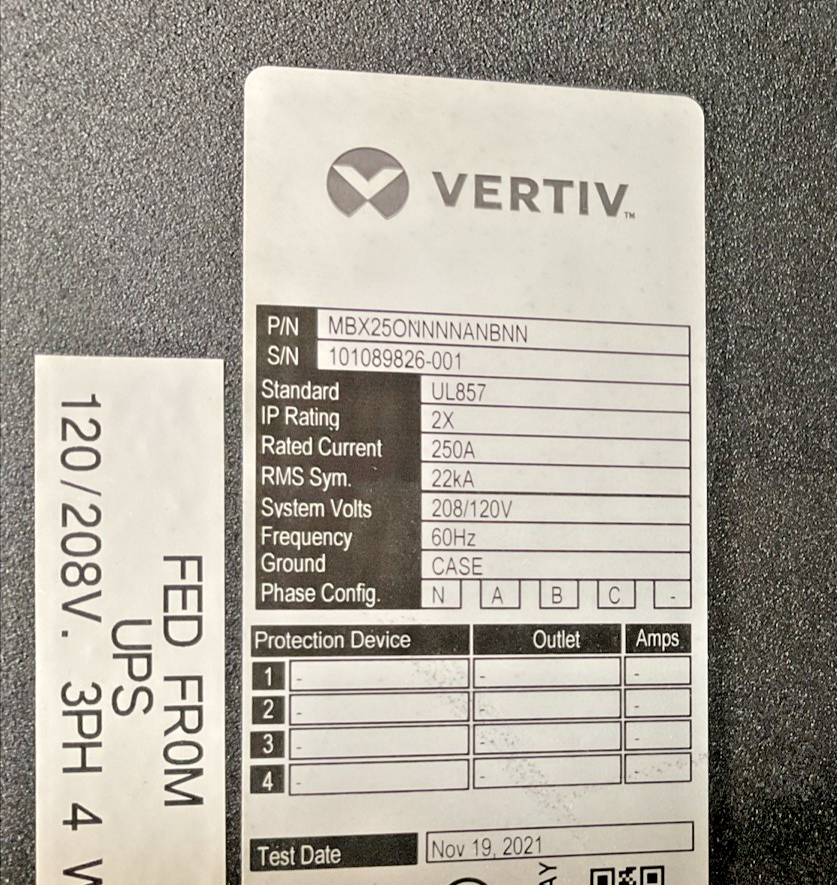 VERTIV™
P/N MBX250NNNNANBNN
S/N 101089826-001
Standard UL857
IP Rating 2X
Rated Current 250A
RMS Sym. 22kA
System Volts 208/120V
Frequency 60Hz
Ground CASE
Phase Config. N A B C -
Protection Device Outlet Amps
1 - - -
2 - - -
3 - - -
4 - - -
Test Date Nov 19, 2021
FED FROM
UPS
120/208V. 3PH 4